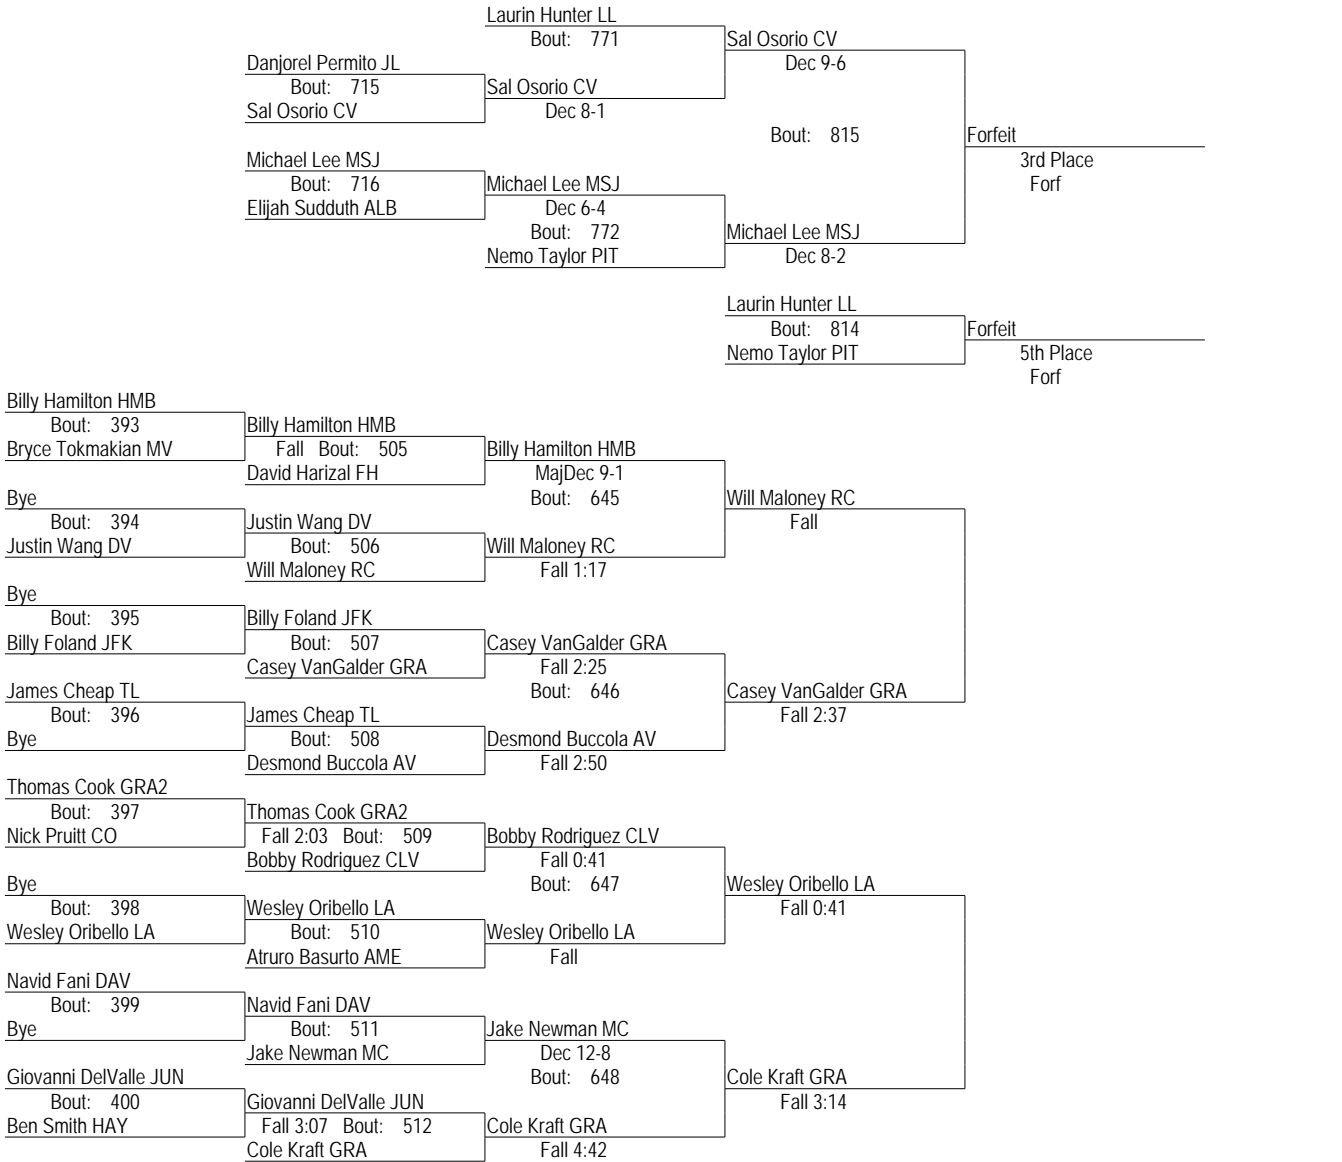 Laurin Hunter LL
Bout: 771
Sal Osorio CV
Danjorel Permito JL
Dec 9-6
Bout: 715
Sal Osorio CV
Sal Osorio CV
Dec 8-1
Bout: 815
Forfeit
Michael Lee MSJ
3rd Place
Bout: 716
Michael Lee MSJ
Forf
Elijah Sudduth ALB
Dec 6-4
Bout: 772
Michael Lee MSJ
Nemo Taylor PIT
Dec 8-2
Laurin Hunter LL
Bout: 814
Forfeit
Nemo Taylor PIT
5th Place
Forf
Billy Hamilton HMB
Bout: 393
Billy Hamilton HMB
Bryce Tokmakian MV
Fall Bout: 505
Billy Hamilton HMB
David Harizal FH
MajDec 9-1
Bye
Bout: 645
Will Maloney RC
Bout: 394
Justin Wang DV
Fall
Justin Wang DV
Bout: 506
Will Maloney RC
Will Maloney RC
Fall 1:17
Bye
Bout: 395
Billy Foland JFK
Billy Foland JFK
Bout: 507
Casey VanGalder GRA
Casey VanGalder GRA
Fall 2:25
James Cheap TL
Bout: 646
Casey VanGalder GRA
Bout: 396
James Cheap TL
Fall 2:37
Bye
Bout: 508
Desmond Buccola AV
Desmond Buccola AV
Fall 2:50
Thomas Cook GRA2
Bout: 397
Thomas Cook GRA2
Nick Pruitt CO
Fall 2:03 Bout: 509
Bobby Rodriguez CLV
Bobby Rodriguez CLV
Fall 0:41
Bye
Bout: 647
Wesley Oribello LA
Bout: 398
Wesley Oribello LA
Fall 0:41
Wesley Oribello LA
Bout: 510
Wesley Oribello LA
Atruro Basurto AME
Fall
Navid Fani DAV
Bout: 399
Navid Fani DAV
Bye
Bout: 511
Jake Newman MC
Jake Newman MC
Dec 12-8
Giovanni DelValle JUN
Bout: 648
Cole Kraft GRA
Bout: 400
Giovanni DelValle JUN
Fall 3:14
Ben Smith HAY
Fall 3:07 Bout: 512
Cole Kraft GRA
Cole Kraft GRA
Fall 4:42